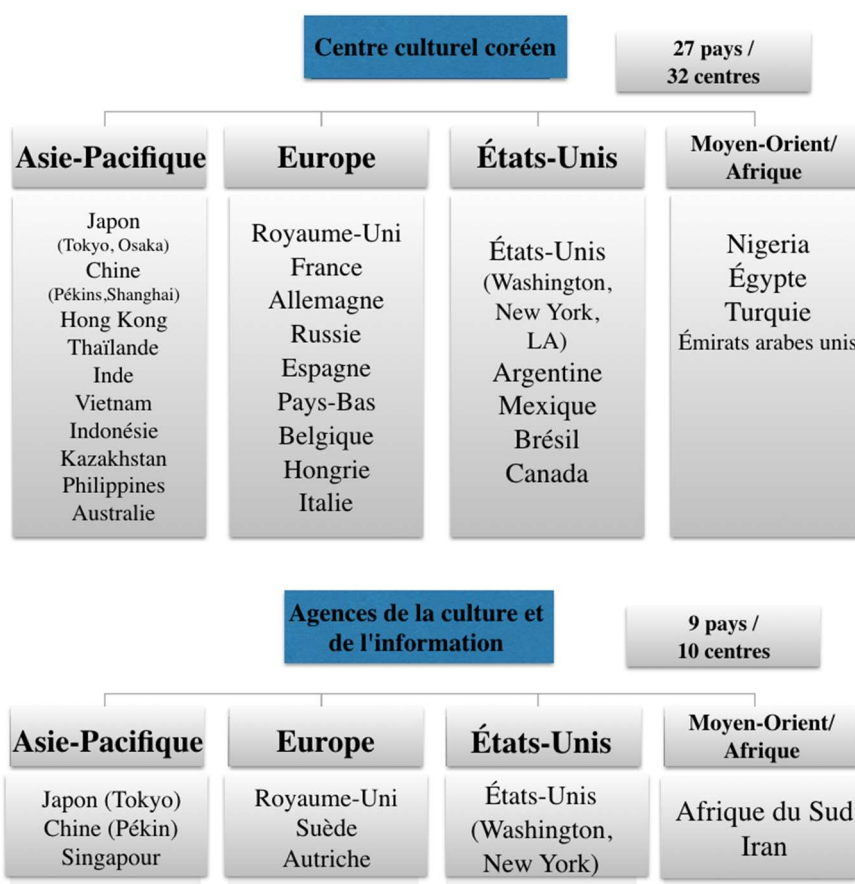 Centre culturel coréen
27 pays /
32 centres
Asie-Pacifique
Japon
(Tokyo, Osaka)
Chine
(Pékins,Shanghai)
Hong Kong
Thaïlande
Inde
Vietnam
Indonésie
Kazakhstan
Philippines
Australie
Europe
Royaume-Uni
France
Allemagne
Russie
Espagne
Pays-Bas
Belgique
Hongrie
Italie
États-Unis
États-Unis
(Washington,
New York,
LA)
Argentine
Mexique
Brésil
Canada
Moyen-Orient/
Afrique
Nigeria
Égypte
Turquie
Émirats arabes unis
Agences de la culture et
de l'information
9 pays /
10 centres
Asie-Pacifique
Japon (Tokyo)
Chine (Pékin)
Singapour
Europe
Royaume-Uni
Suède
Autriche
États-Unis
États-Unis
(Washington,
New York)
Moyen-Orient/
Afrique
Afrique du Sud
Iran